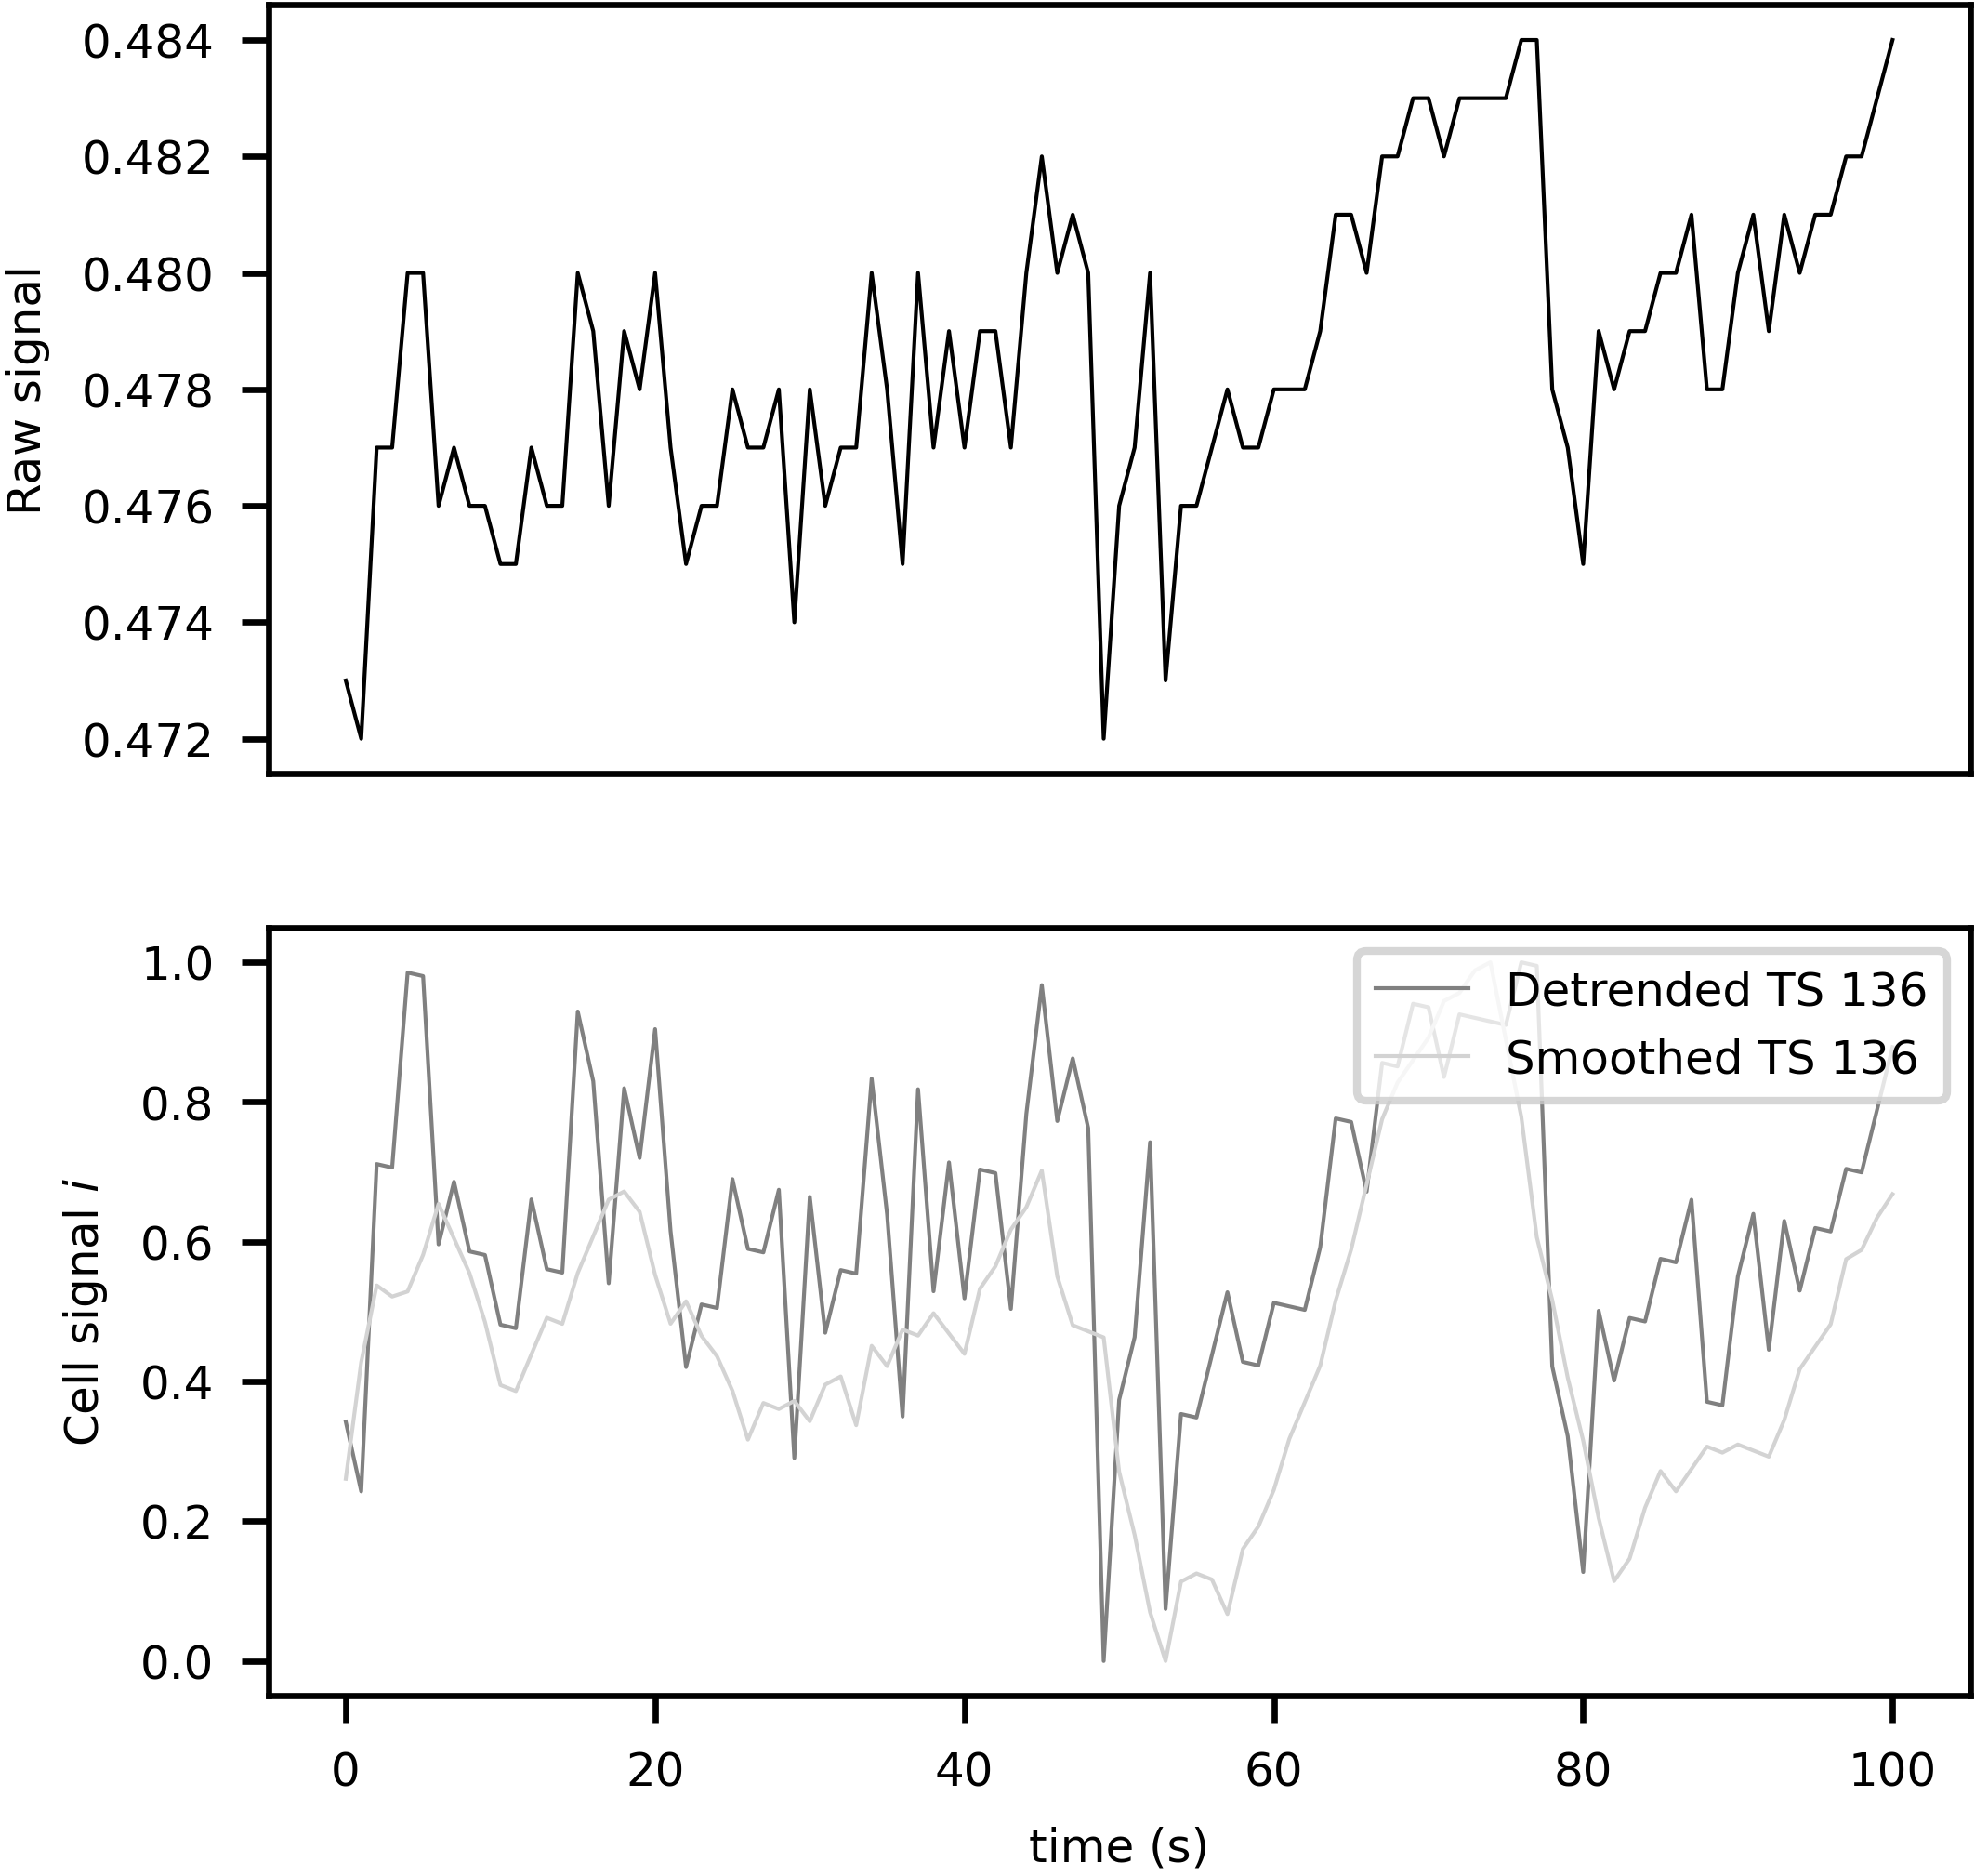 0.484
0.482
0.480
0.478
0.476
0.474
0.472
Raw signal
1.0
0.8
0.6
0.4
0.2
0.0
Cell signal i
Detrended TS 136
Smoothed TS 136
0 20 40 60 80 100
time (s)